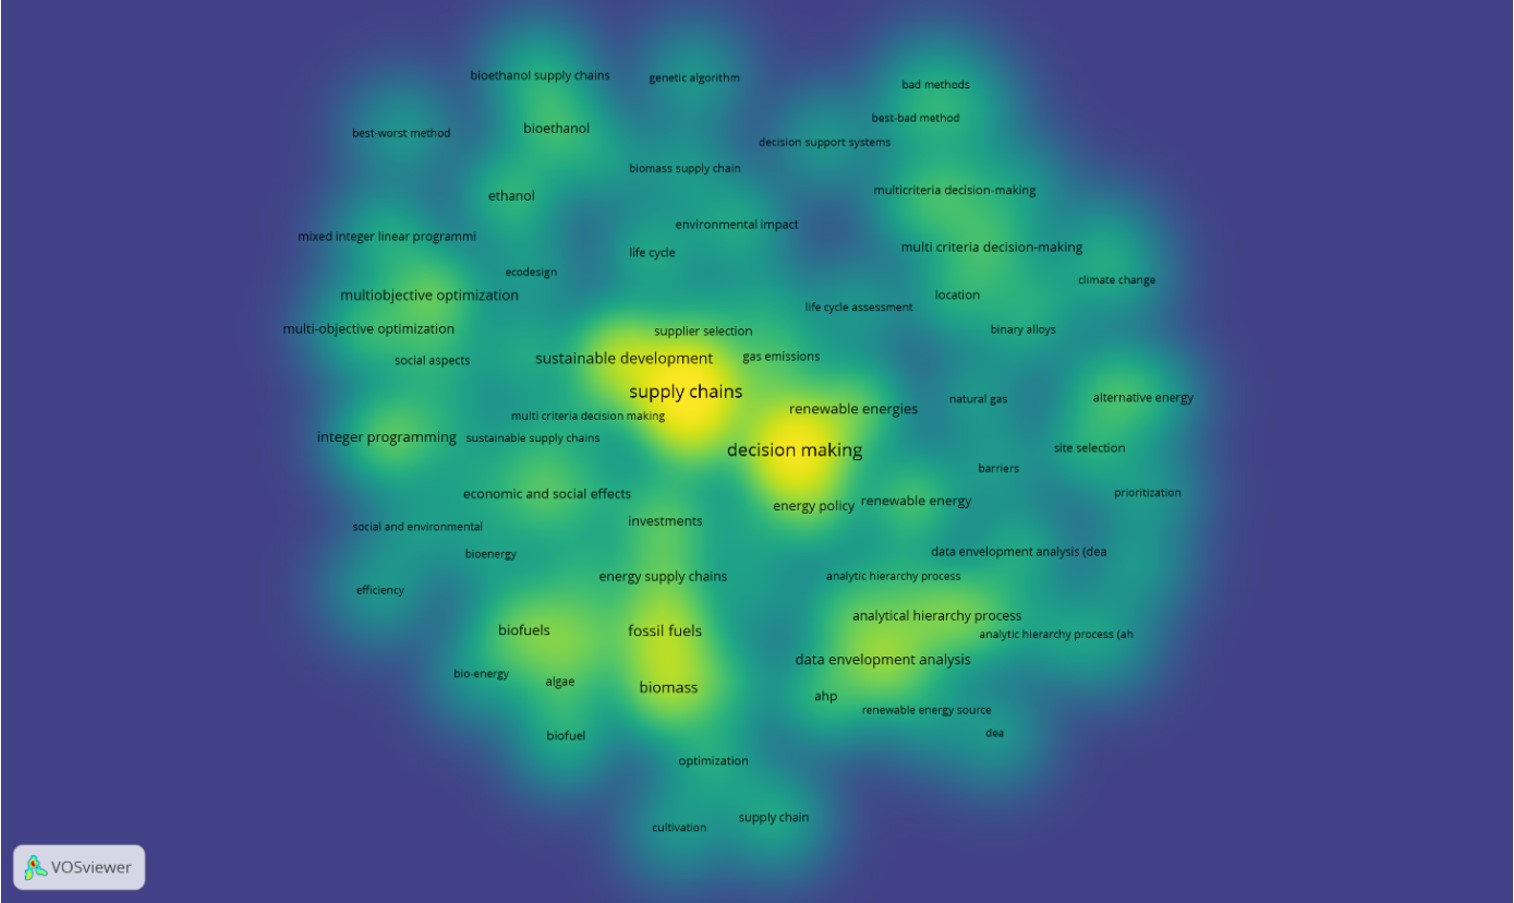 bioethanol supply chains
genetic algorithm
bad methods
best-bad method
best-worst method
bioethanol
decision support systems
biomass supply chain
multicriteria decision-making
ethanol
environmental impact
mixed integer linear programmi
multi criteria decision-making
life cycle
ecodesign
climate change
multiobjective optimization
location
life cycle assessment
multi-objective optimization
supplier selection
binary alloys
social aspects
sustainable development
gas emissions
supply chains
alternative energy
natural gas
renewable energies
multi criteria decision making
integer programming
sustainable supply chains
decision making
site selection
barriers
economic and social effects
prioritization
renewable energy
energy policy
investments
social and environmental
bioenergy
data envelopment analysis (dea
energy supply chains
analytic hierarchy process
efficiency
analytical hierarchy process
biofuels
fossil fuels
analytic hierarchy process (ah
data envelopment analysis
bio-energy
algae
biomass
ahp
renewable energy source
biofuel
dea
optimization
supply chain
cultivation
VOSviewer